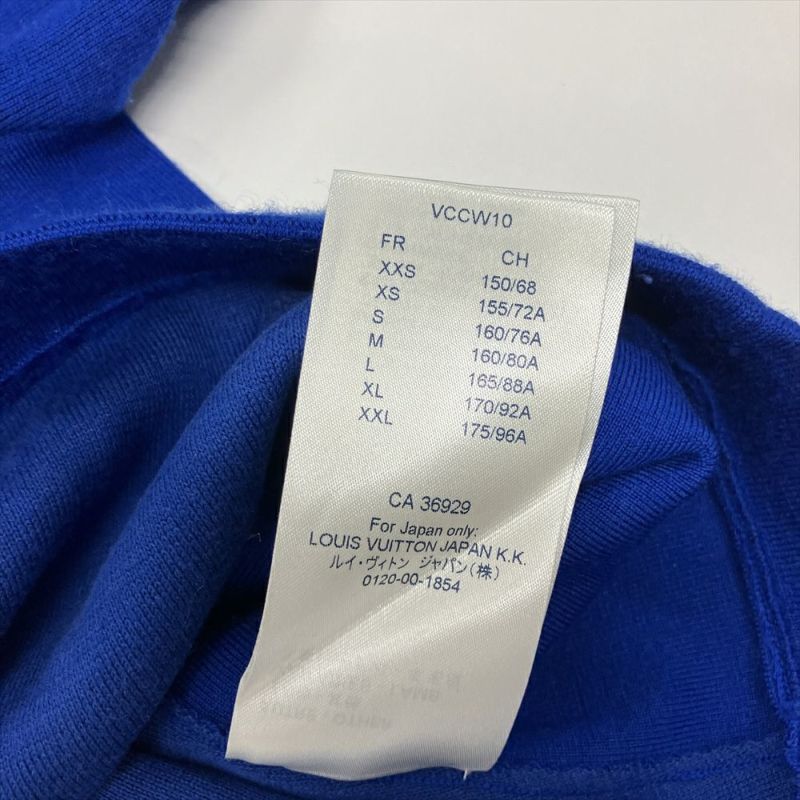 VCCW10
FR CH
XXS 150/68
XS 155/72A
S 160/76A
M 160/80A
L 165/88A
XL 170/92A
XXL 175/96A
CA 36929
For Japan only:
LOUIS VUITTON JAPAN K.K.
ルイ・ヴィトン ジャパン(株)
0120-00-1854